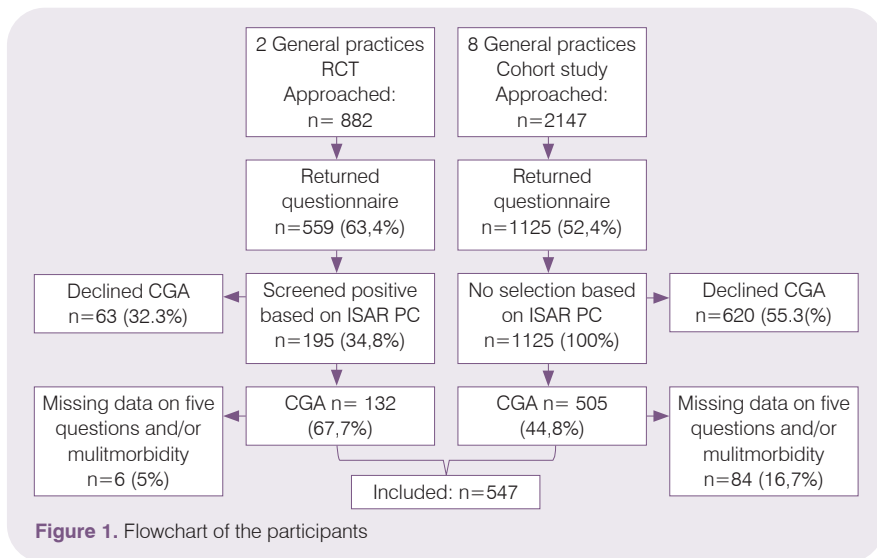 2 General practices
RCT
Approached:
n= 882
8 General practices
Cohort study
Approached:
n=2147
Returned
questionnaire
n=559 (63,4%)
Returned
questionnaire
n=1125 (52,4%)
Declined CGA
n=63 (32.3%)
Screened positive
based on ISAR PC
n=195 (34,8%)
No selection based
on ISAR PC
n=1125 (100%)
Declined CGA
n=620 (55.3(%)
Missing data on five
questions and/or
mulitmorbidity
n=6 (5%)
CGA n= 132
(67,7%)
CGA n= 505
(44,8%)
Missing data on five
questions and/or
mulitmorbidity
n=84 (16,7%)
Included: n=547
Figure 1. Flowchart of the participants